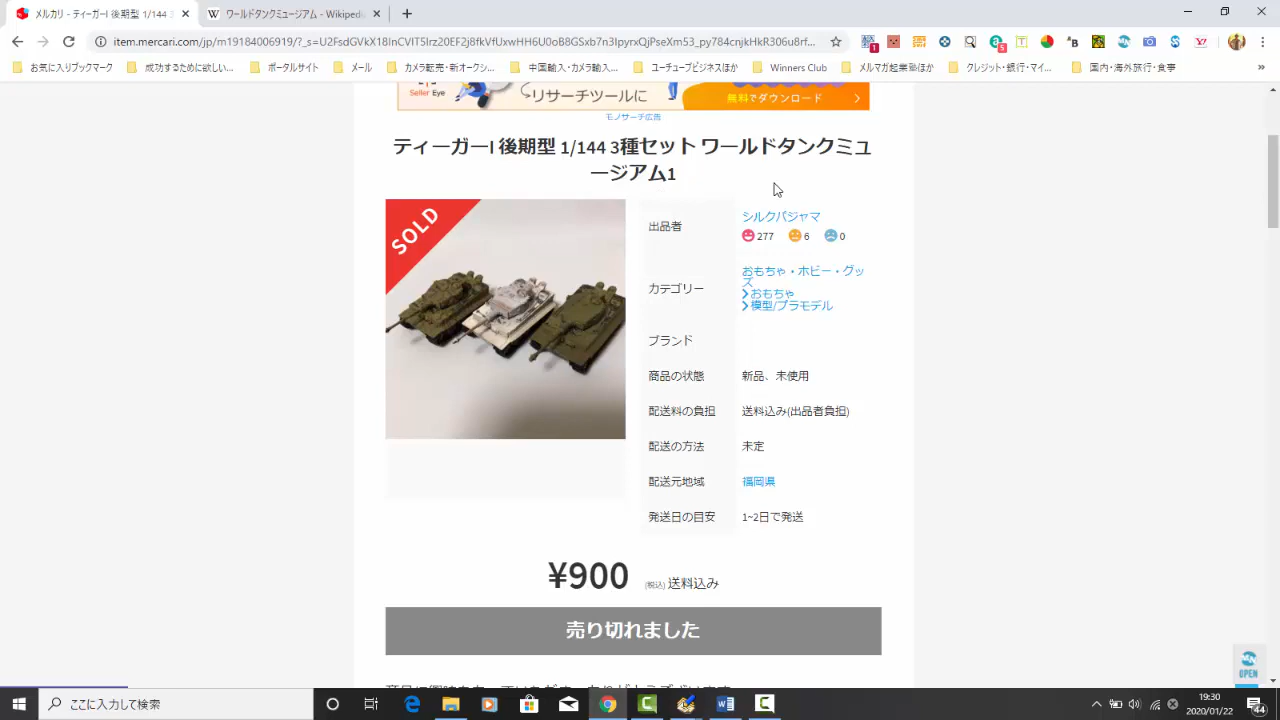 メルカリ - ティーガーI 後期型 1/144 3
ワールドタンクミュージアム - Wikiped
お気に入りブックマーク
成功するために欲しい...
ポータルサイト
メール
カメラ転売・新オークシ...
中国輸入・カメラ輸入...
ユーチューブビジネスほか
Winners Club
メルマガ起業塾ほか
クレジット・銀行・マイ...
国内・海外旅行・食事
Seller Eye
リサーチツールに
無料でダウンロード
モノサーチ広告
ティーガーI 後期型 1/144 3種セット ワールドタンクミュ
ージアム1
SOLD
出品者
シルクパジャマ
277
6
0
カテゴリー
おもちゃ・ホビー・グッ
ズ
おもちゃ
模型/プラモデル
ブランド
商品の状態
新品、未使用
配送料の負担
送料込み(出品者負担)
配送の方法
未定
配送元地域
福岡県
発送日の目安
1~2日で発送
¥900
(税込) 送料込み
売り切れました
OPEN
ここに入力して検索
19:30
2020/01/22
44